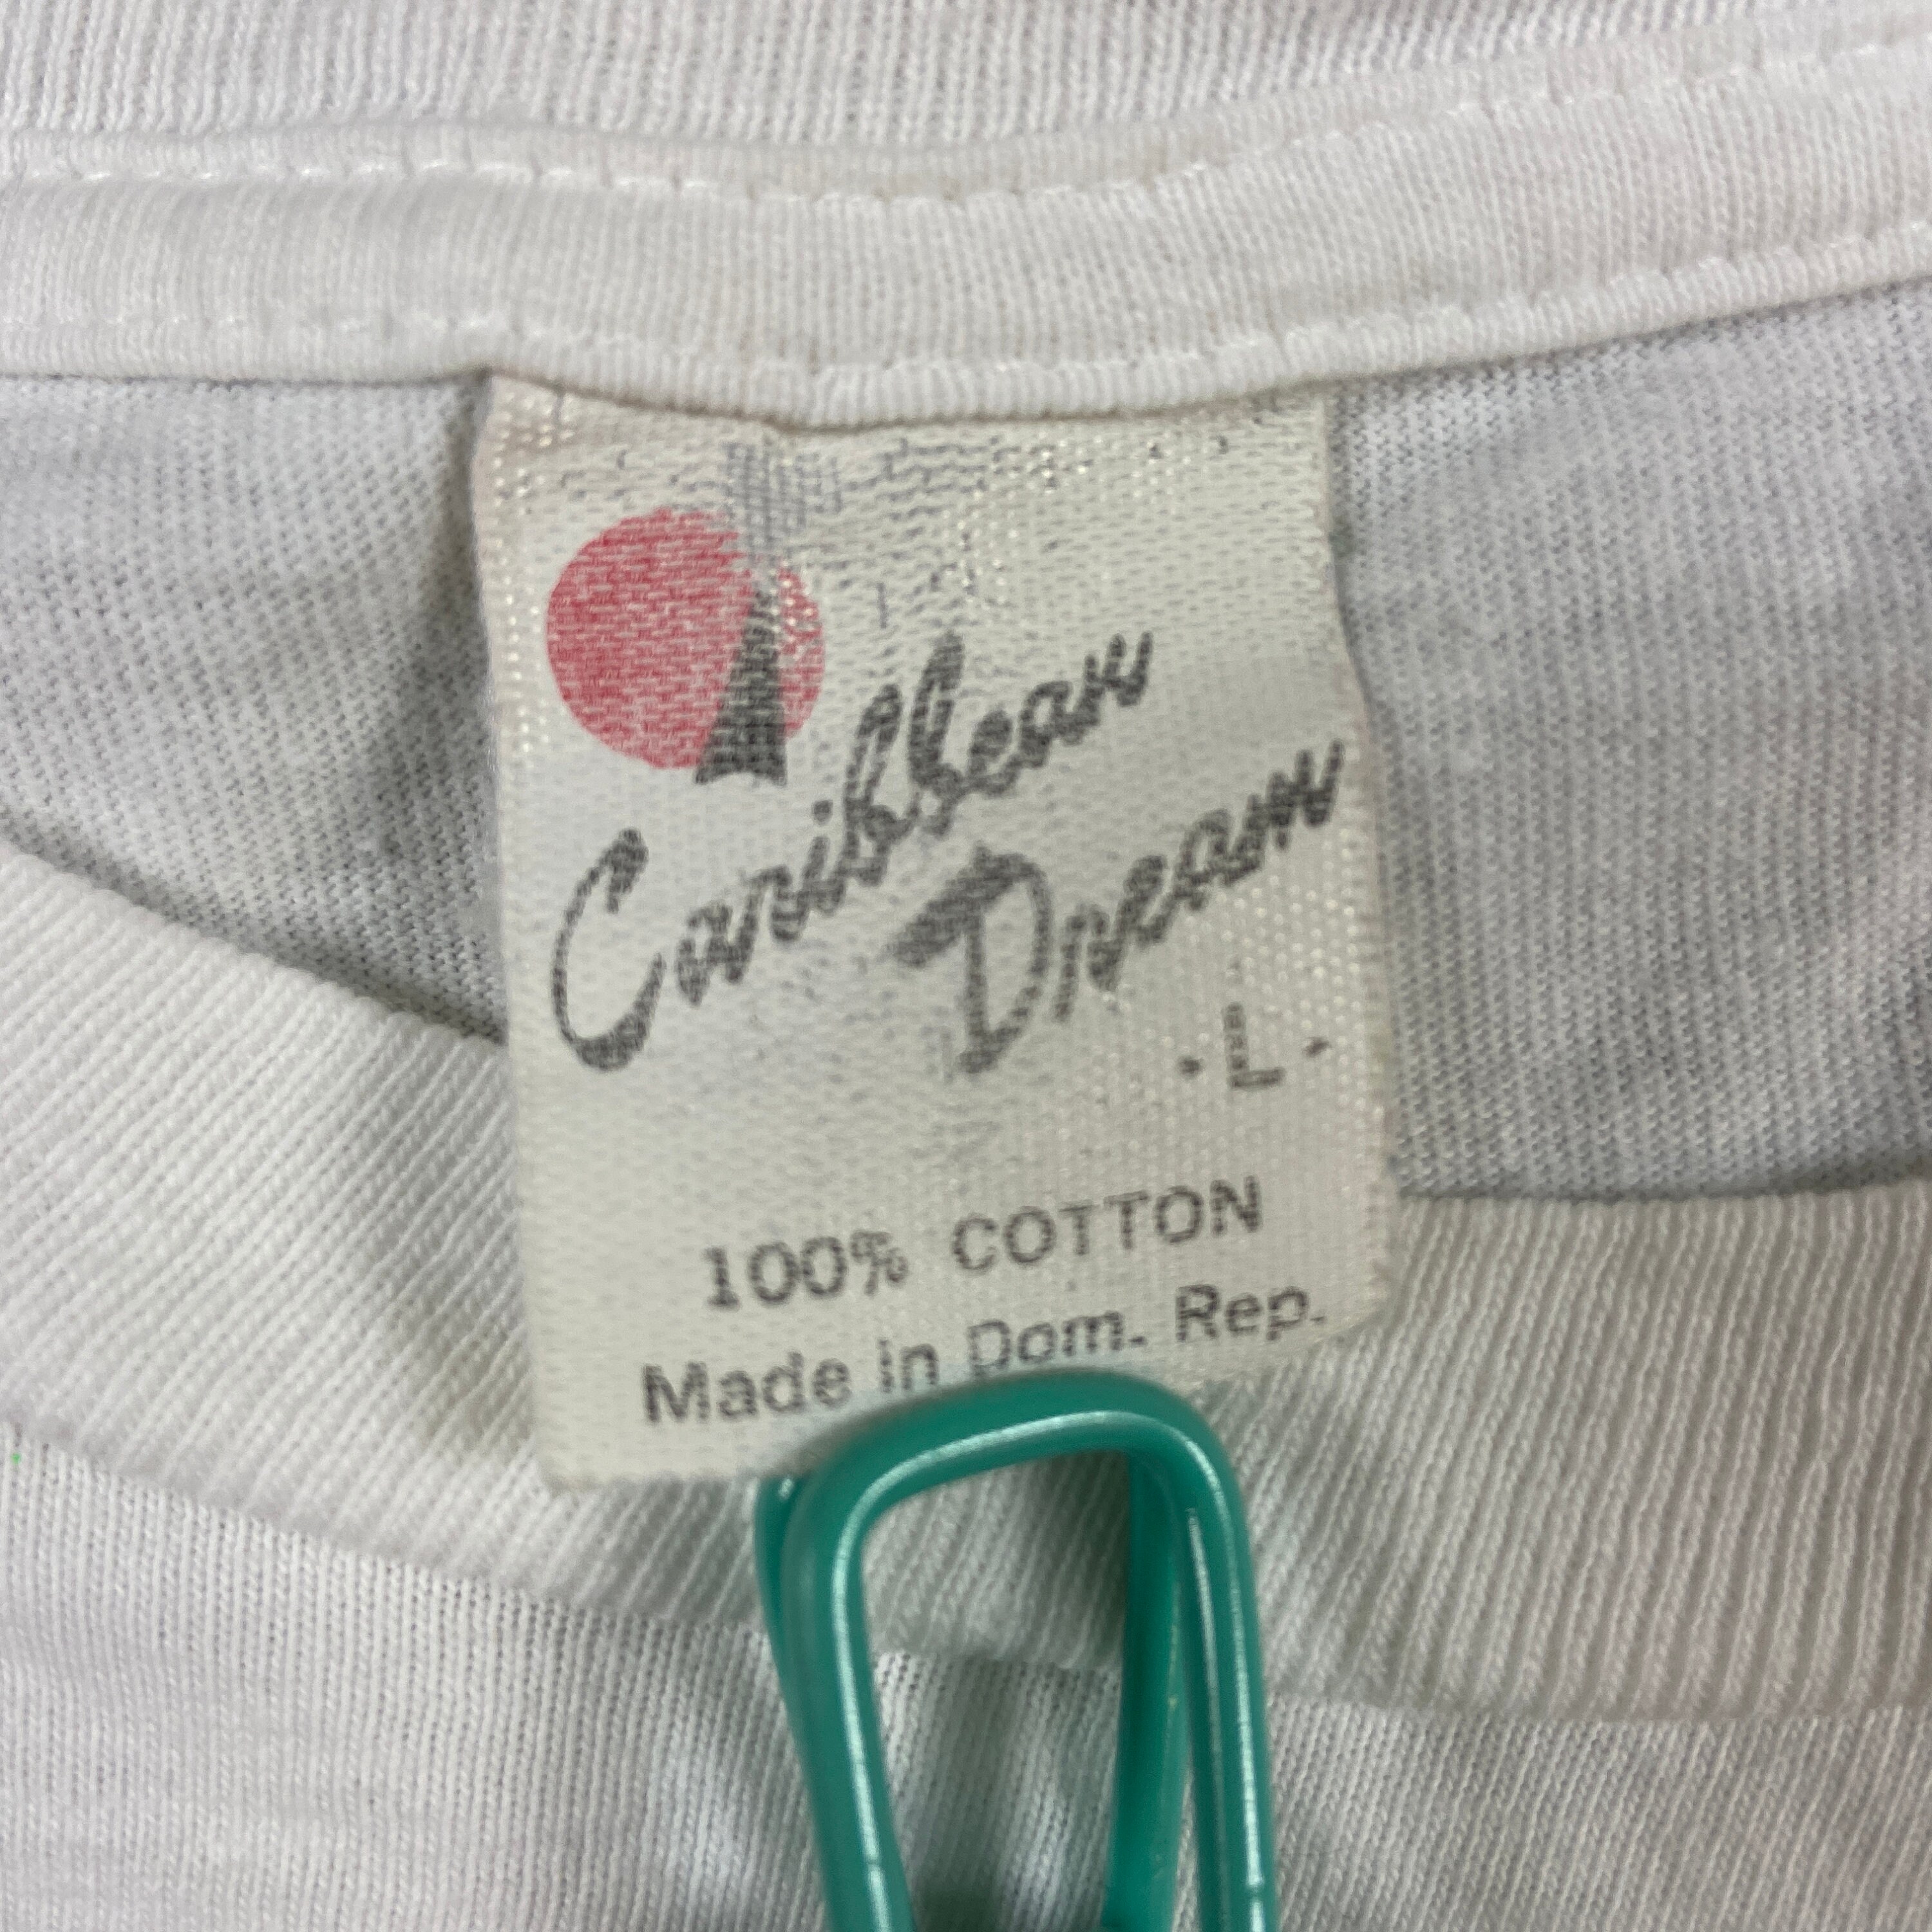 Caribbean
Dream
· L ·
100% COTTON
Made in Dom. Rep.